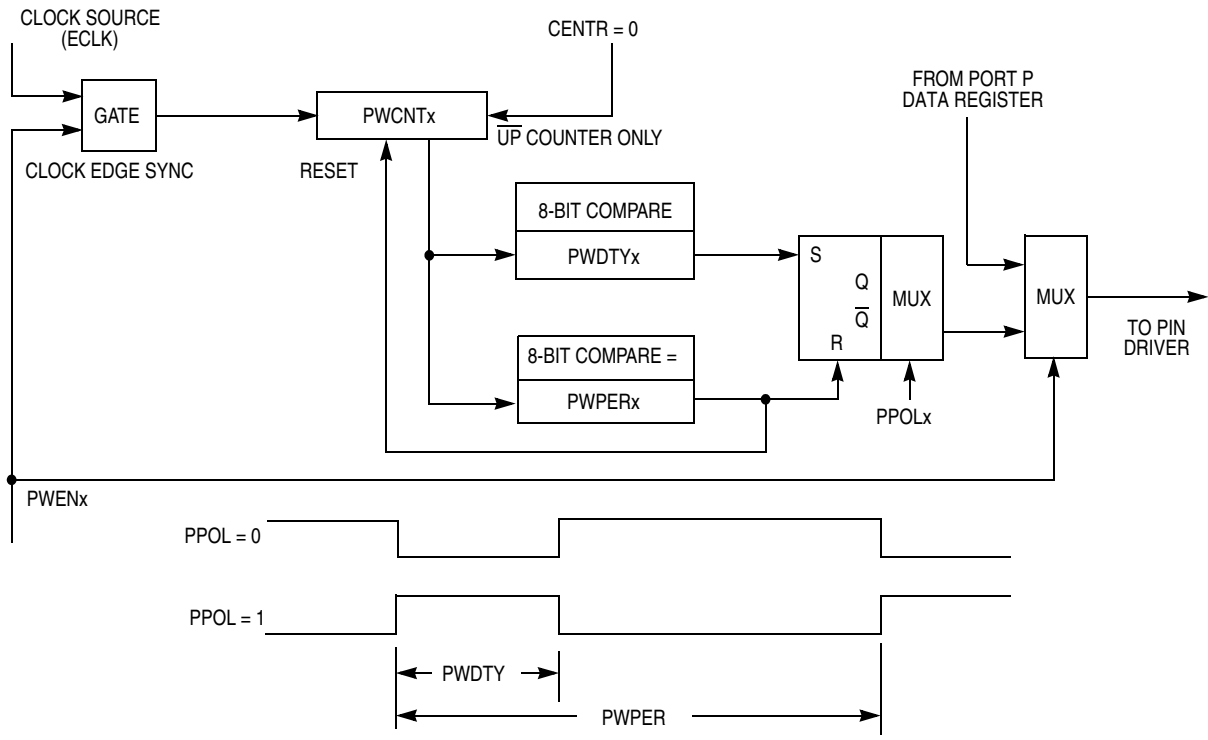 CLOCK SOURCE
(ECLK)
CENTR = 0
FROM PORT P
DATA REGISTER
GATE
PWCNTx
UP COUNTER ONLY
CLOCK EDGE SYNC
RESET
8-BIT COMPARE
PWDTYx
S
Q
Q̅
R
MUX
MUX
TO PIN
DRIVER
8-BIT COMPARE =
PWPERx
PPOLx
PWENx
PPOL = 0
PPOL = 1
PWDTY
PWPER